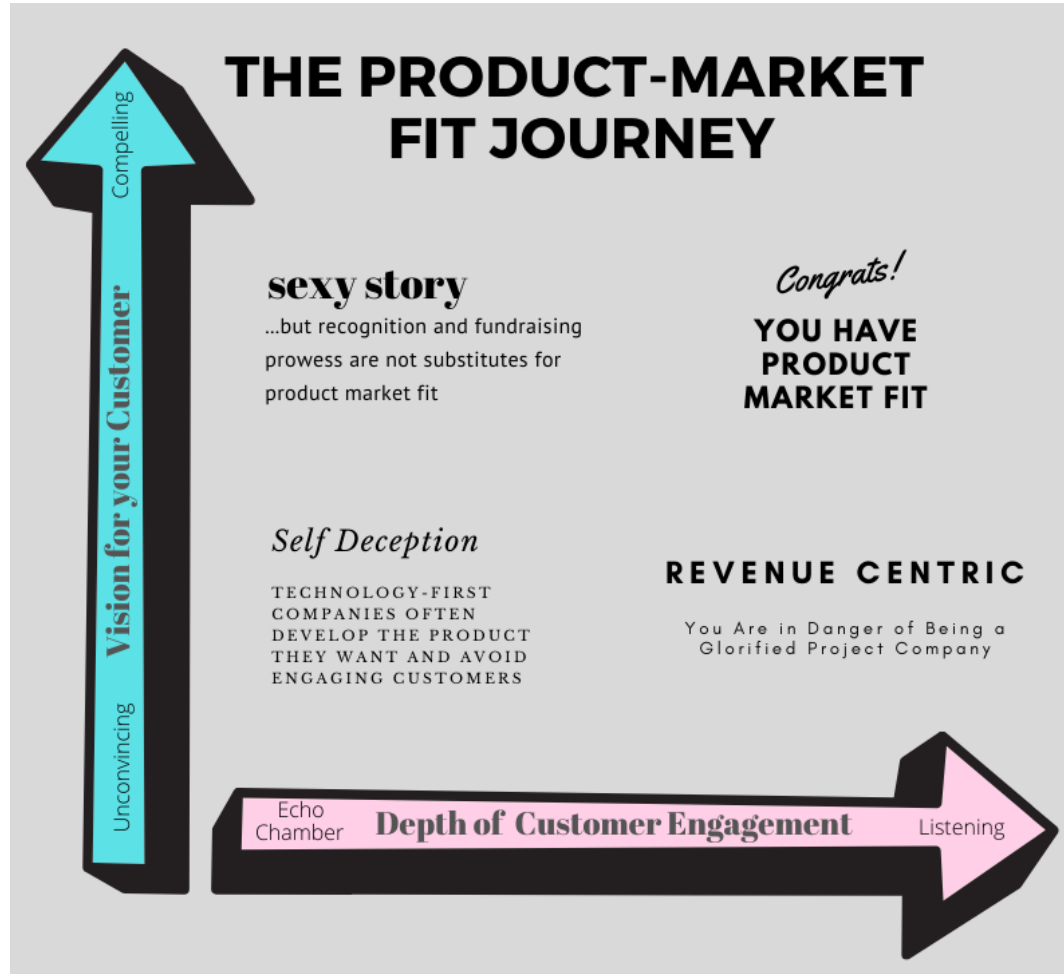 THE PRODUCT-MARKET
FIT JOURNEY
Compelling
Vision for your Customer
Unconvincing
sexy story
...but recognition and fundraising
prowess are not substitutes for
product market fit
Congrats!
YOU HAVE
PRODUCT
MARKET FIT
Self Deception
TECHNOLOGY-FIRST
COMPANIES OFTEN
DEVELOP THE PRODUCT
THEY WANT AND AVOID
ENGAGING CUSTOMERS
REVENUE CENTRIC
You Are in Danger of Being a
Glorified Project Company
Echo
Chamber
Depth of Customer Engagement
Listening